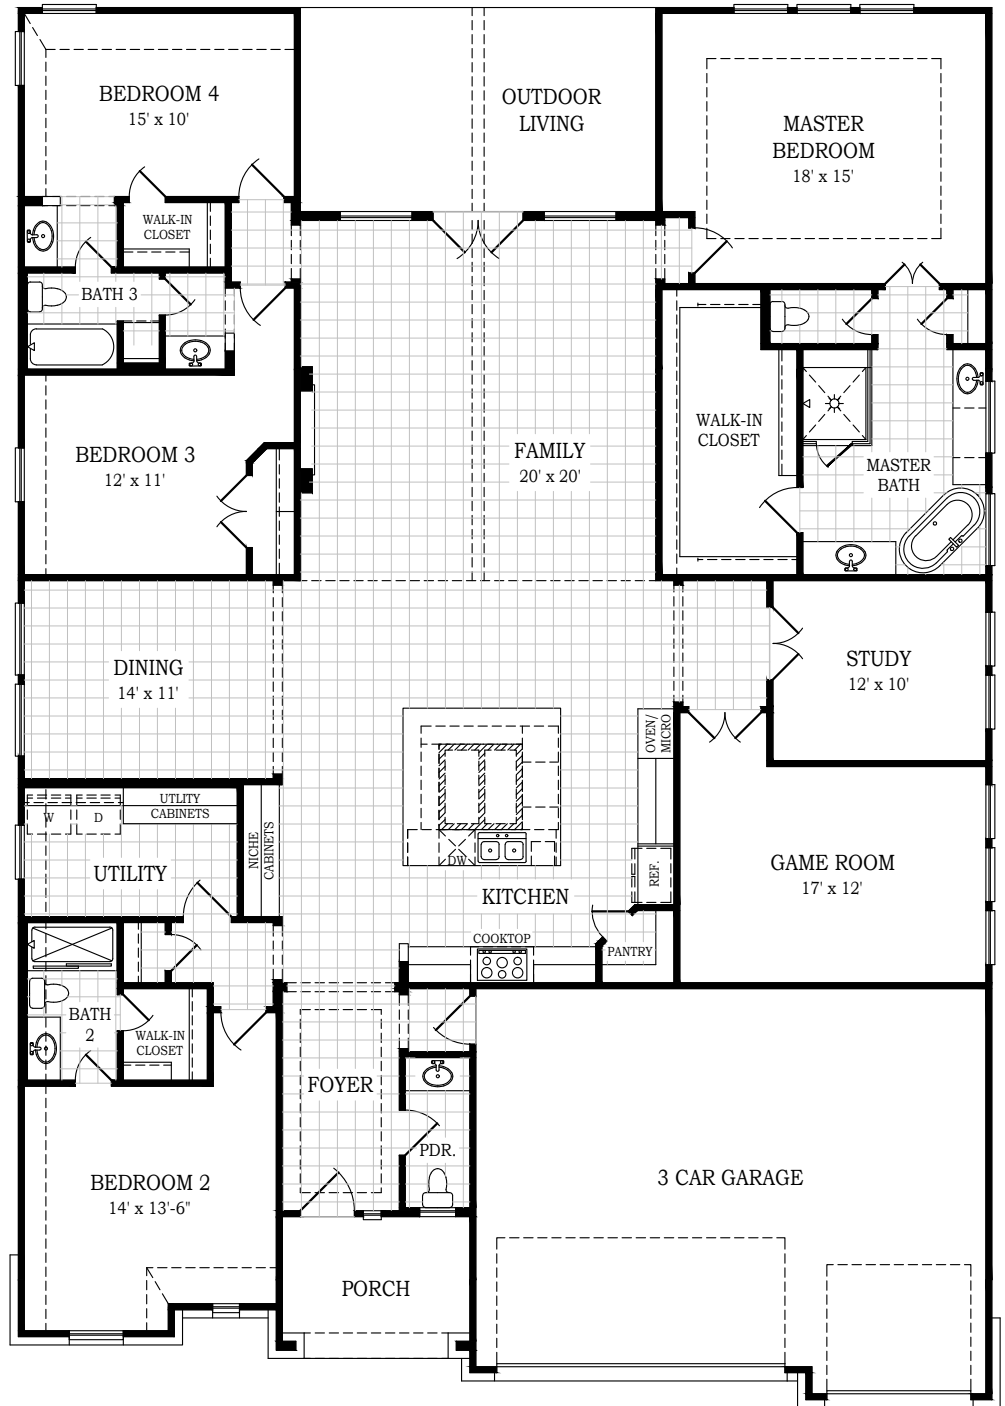 BEDROOM 4
15' x 10'
OUTDOOR
LIVING
MASTER
BEDROOM
18' x 15'
WALK-IN
CLOSET
BATH 3
BEDROOM 3
12' x 11'
FAMILY
20' x 20'
WALK-IN
CLOSET
MASTER
BATH
DINING
14' x 11'
STUDY
12' x 10'
OVEN/
MICRO
UTLITY
CABINETS
W
D
UTILITY
NICHE
CABINETS
DW
REF.
KITCHEN
GAME ROOM
17' x 12'
COOKTOP
PANTRY
BATH
2
WALK-IN
CLOSET
FOYER
PDR.
BEDROOM 2
14' x 13'-6"
3 CAR GARAGE
PORCH